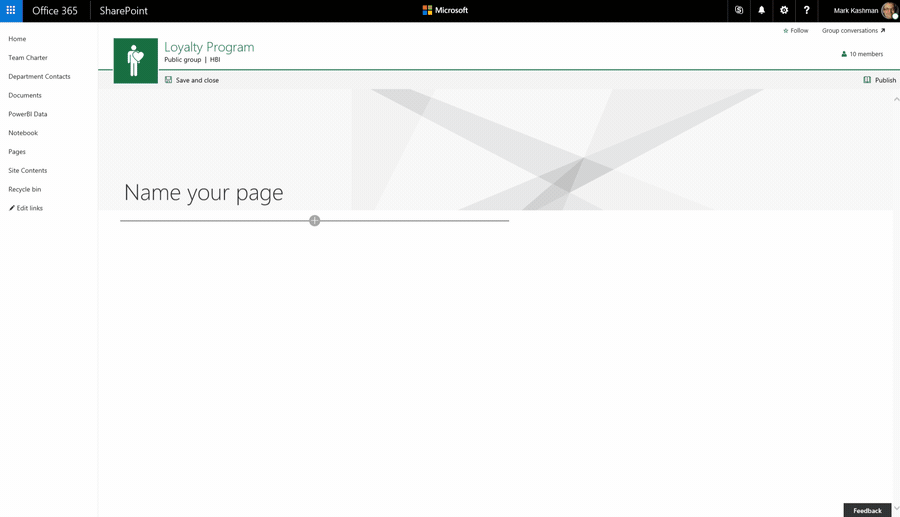 Office 365 SharePoint Microsoft ? Mark Kashman
Follow Group conversations
Home
Team Charter
Department Contacts
Documents
PowerBI Data
Notebook
Pages
Site Contents
Recycle bin
Edit links
Loyalty Program
Public group | HBI
10 members
Save and close Publish
Name your page
Feedback